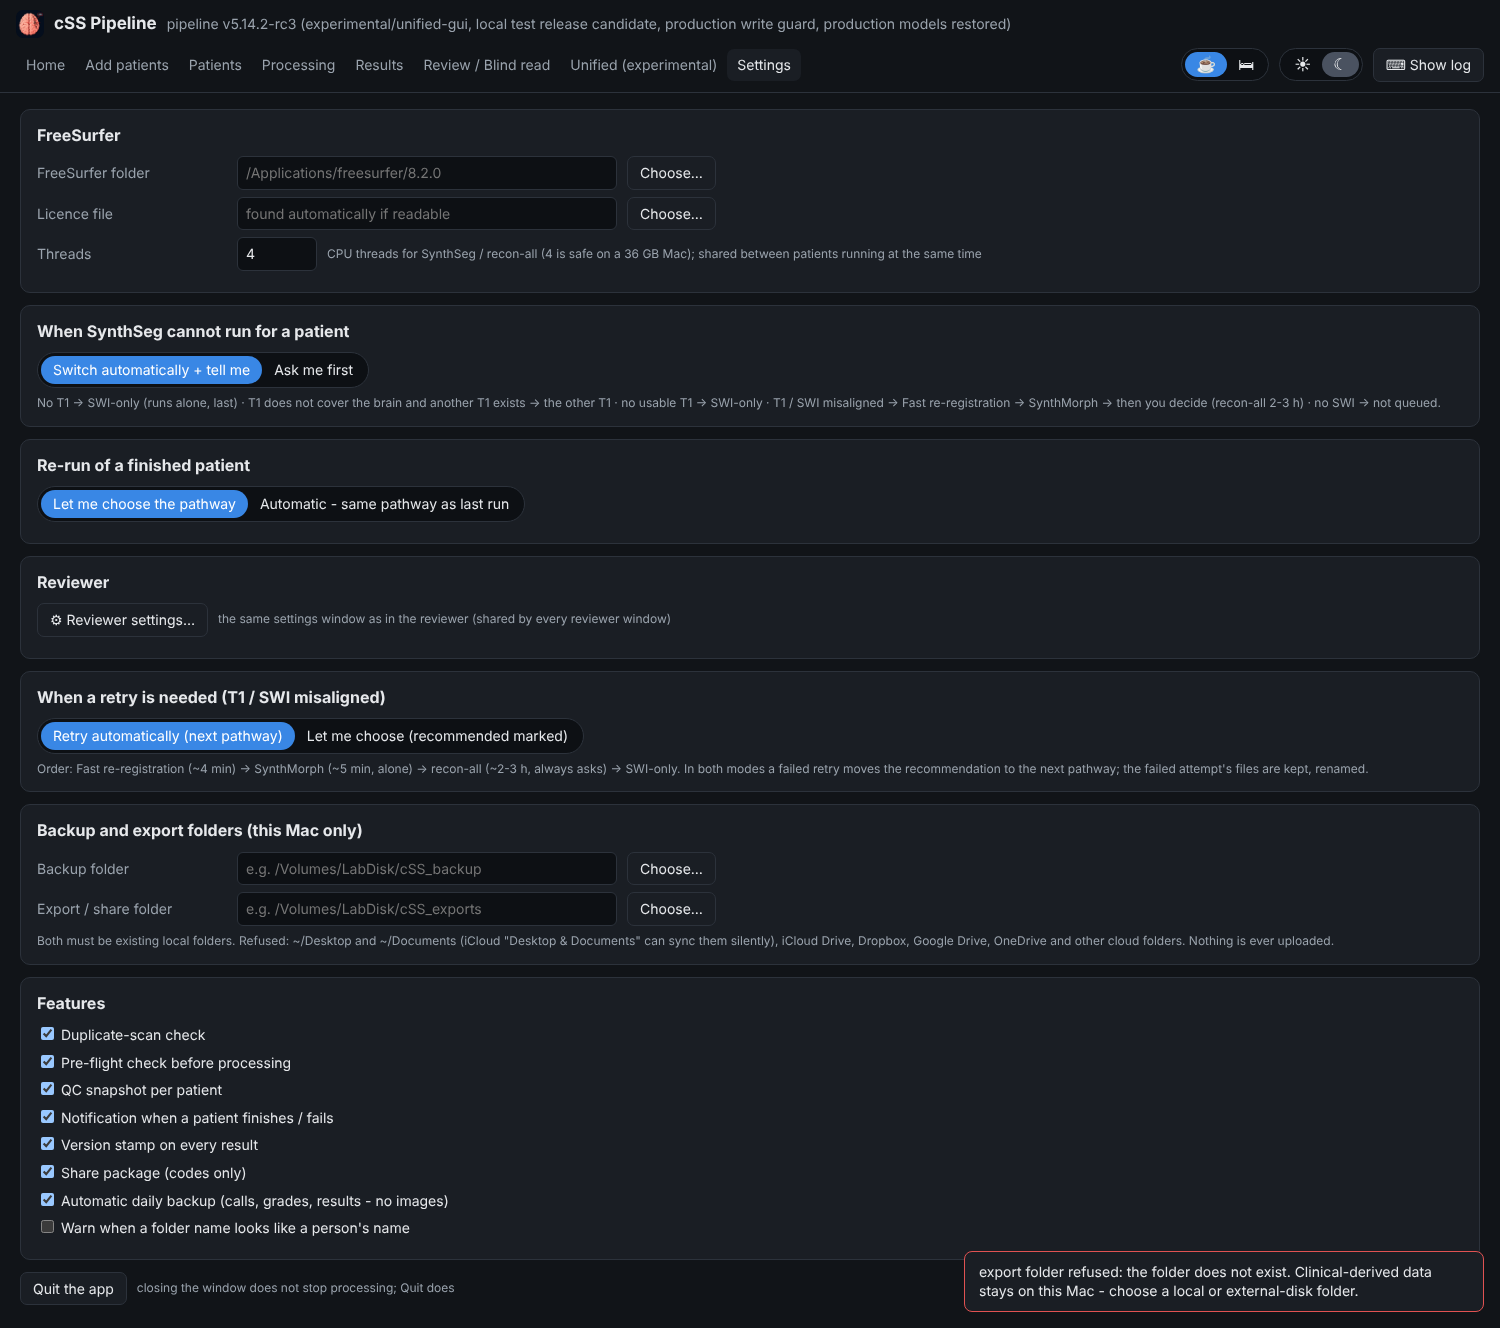 cSS Pipeline pipeline v5.14.2-rc3 (experimental/unified-gui, local test release candidate, production write guard, production models restored)
Home Add patients Patients Processing Results Review / Blind read Unified (experimental) Settings Show log
FreeSurfer
FreeSurfer folder /Applications/freesurfer/8.2.0 Choose...
Licence file found automatically if readable Choose...
Threads 4 CPU threads for SynthSeg / recon-all (4 is safe on a 36 GB Mac); shared between patients running at the same time
When SynthSeg cannot run for a patient
Switch automatically + tell me Ask me first
No T1 → SWI-only (runs alone, last) · T1 does not cover the brain and another T1 exists → the other T1 · no usable T1 → SWI-only · T1 / SWI misaligned → Fast re-registration → SynthMorph → then you decide (recon-all 2-3 h) · no SWI → not queued.
Re-run of a finished patient
Let me choose the pathway Automatic - same pathway as last run
Reviewer
⚙ Reviewer settings... the same settings window as in the reviewer (shared by every reviewer window)
When a retry is needed (T1 / SWI misaligned)
Retry automatically (next pathway) Let me choose (recommended marked)
Order: Fast re-registration (~4 min) → SynthMorph (~5 min, alone) → recon-all (~2-3 h, always asks) → SWI-only. In both modes a failed retry moves the recommendation to the next pathway; the failed attempt's files are kept, renamed.
Backup and export folders (this Mac only)
Backup folder e.g. /Volumes/LabDisk/cSS_backup Choose...
Export / share folder e.g. /Volumes/LabDisk/cSS_exports Choose...
Both must be existing local folders. Refused: ~/Desktop and ~/Documents (iCloud "Desktop & Documents" can sync them silently), iCloud Drive, Dropbox, Google Drive, OneDrive and other cloud folders. Nothing is ever uploaded.
Features
Duplicate-scan check
Pre-flight check before processing
QC snapshot per patient
Notification when a patient finishes / fails
Version stamp on every result
Share package (codes only)
Automatic daily backup (calls, grades, results - no images)
Warn when a folder name looks like a person's name
Quit the app closing the window does not stop processing; Quit does
export folder refused: the folder does not exist. Clinical-derived data
stays on this Mac - choose a local or external-disk folder.